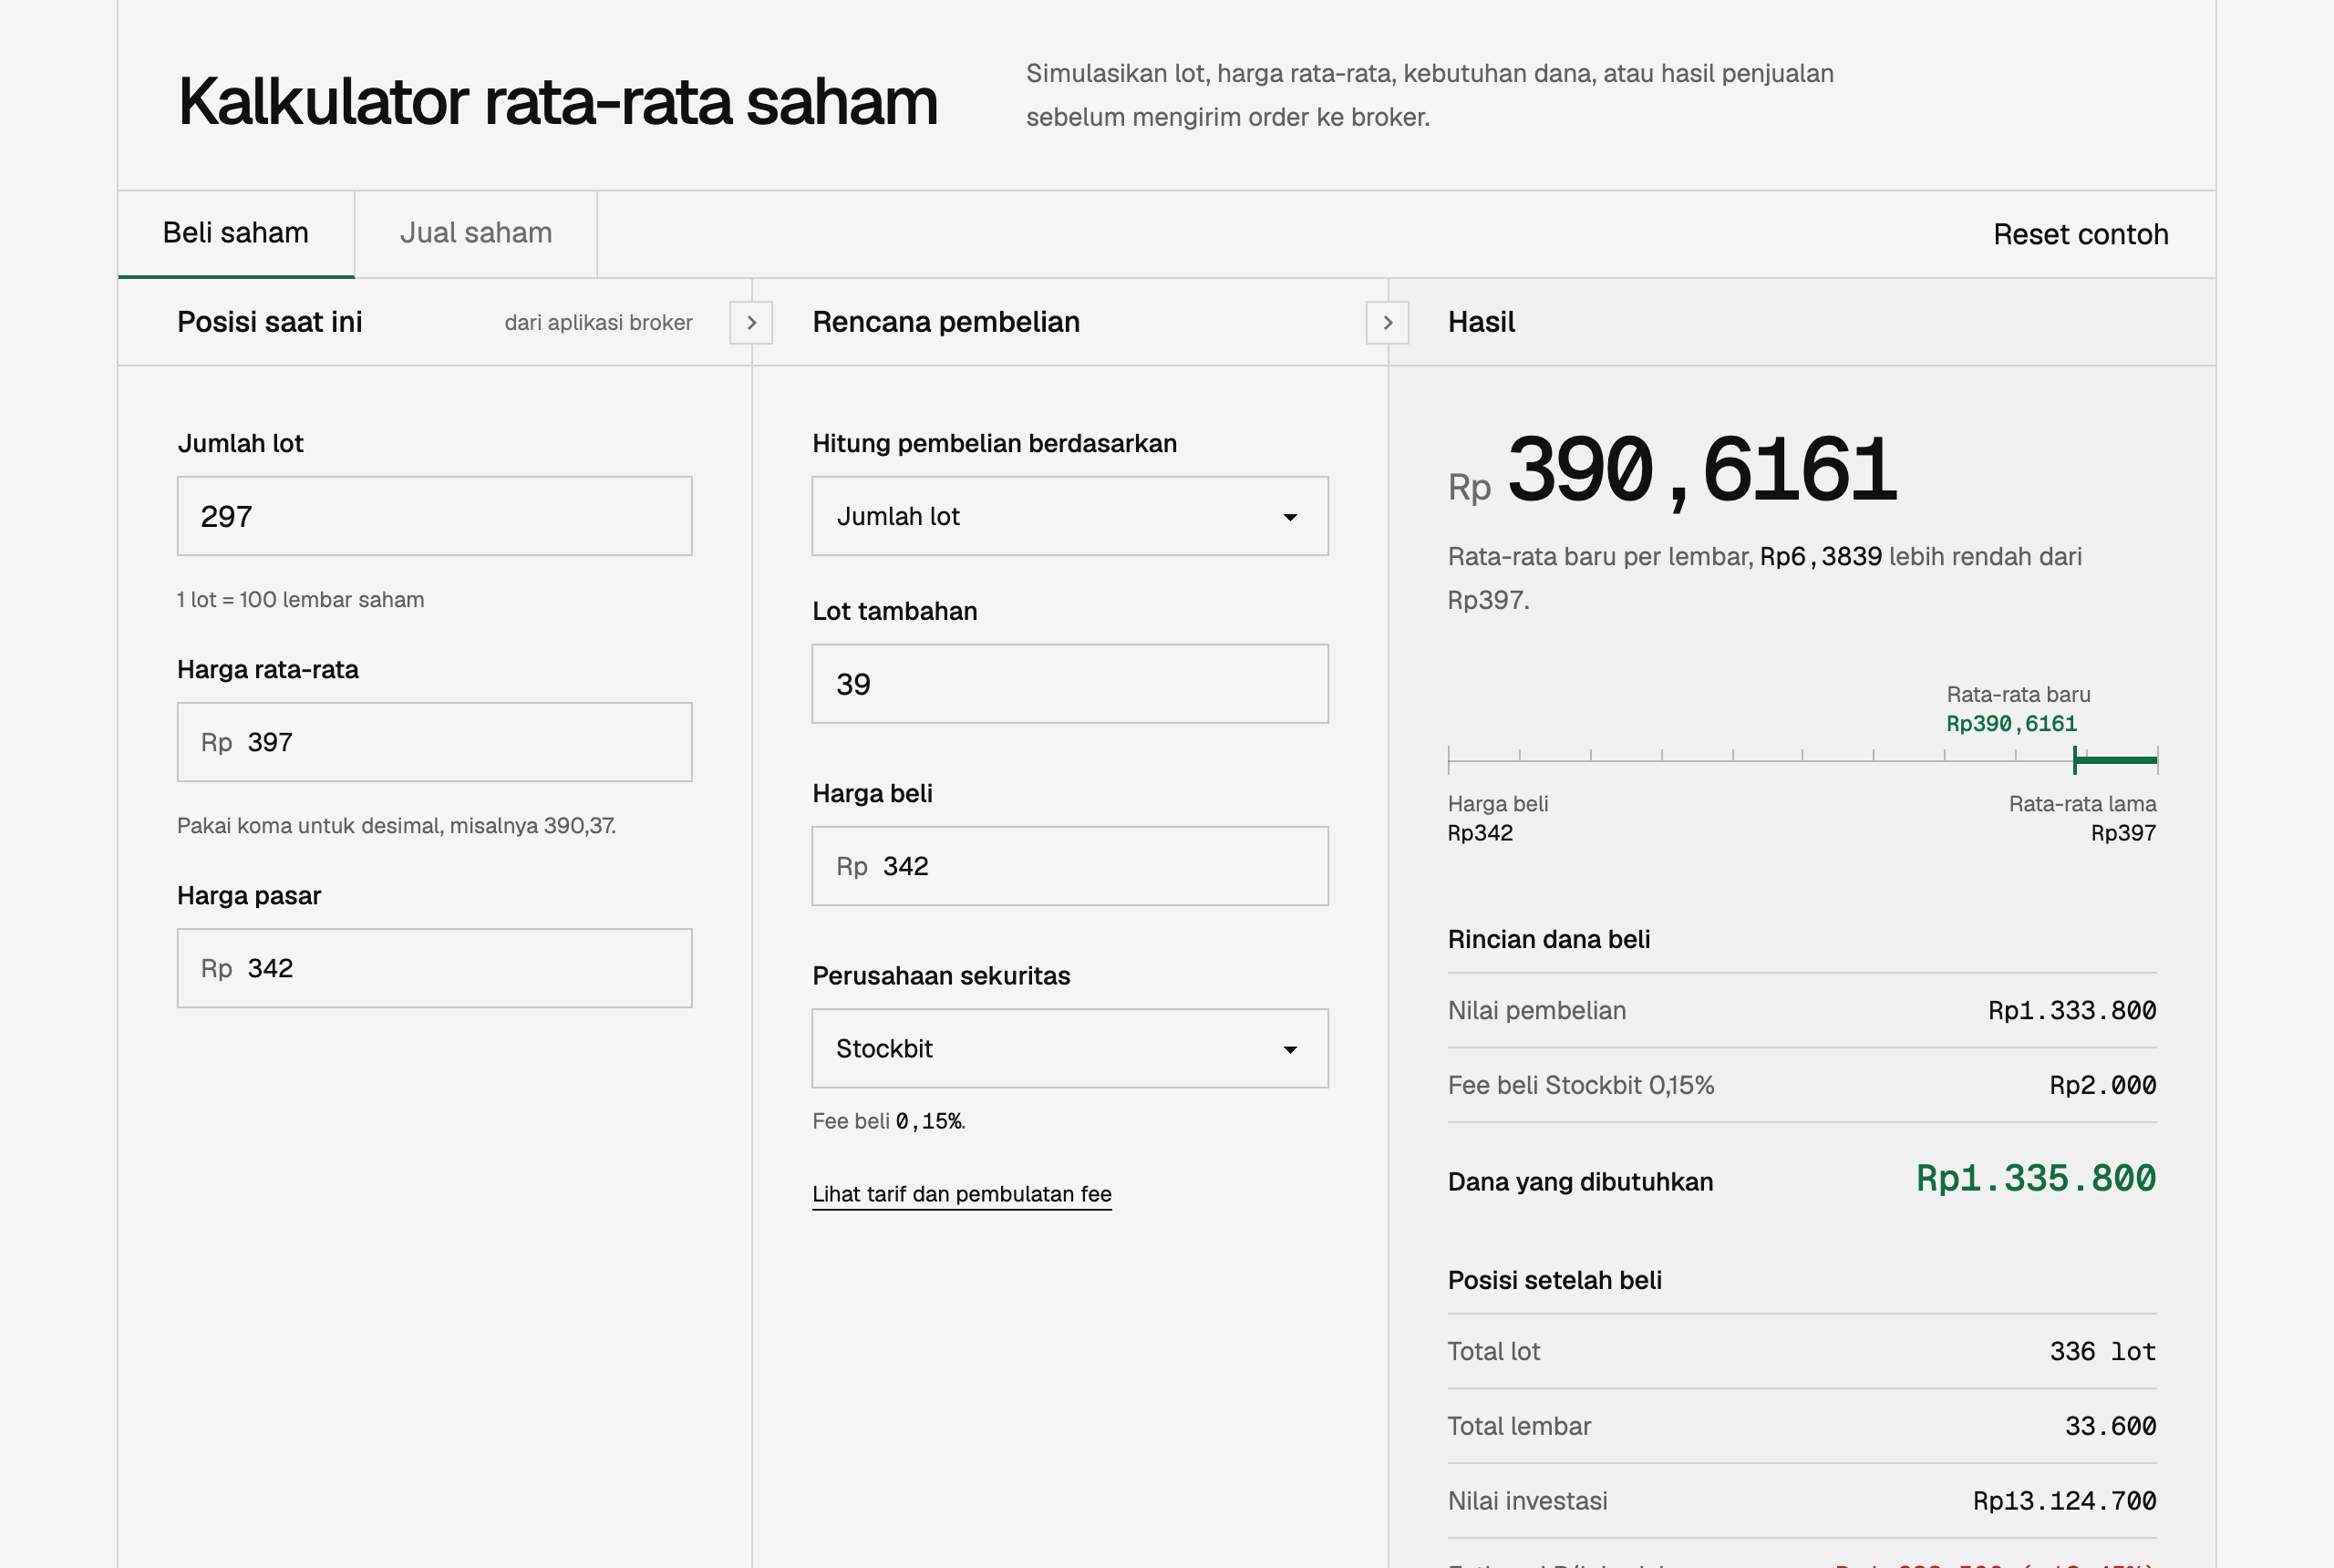 Kalkulator rata-rata saham
Simulasikan lot, harga rata-rata, kebutuhan dana, atau hasil penjualan
sebelum mengirim order ke broker.
Beli saham
Jual saham
Reset contoh
Posisi saat ini
dari aplikasi broker
Jumlah lot
297
1 lot = 100 lembar saham
Harga rata-rata
Rp 397
Pakai koma untuk desimal, misalnya 390,37.
Harga pasar
Rp 342
Rencana pembelian
Hitung pembelian berdasarkan
Jumlah lot
Lot tambahan
39
Harga beli
Rp 342
Perusahaan sekuritas
Stockbit
Fee beli 0,15%.
Lihat tarif dan pembulatan fee
Hasil
Rp 390,6161
Rata-rata baru per lembar, Rp6,3839 lebih rendah dari
Rp397.
Rata-rata baru
Rp390,6161
Harga beli
Rp342
Rata-rata lama
Rp397
Rincian dana beli
Nilai pembelian Rp1.333.800
Fee beli Stockbit 0,15% Rp2.000
Dana yang dibutuhkan Rp1.335.800
Posisi setelah beli
Total lot 336 lot
Total lembar 33.600
Nilai investasi Rp13.124.700